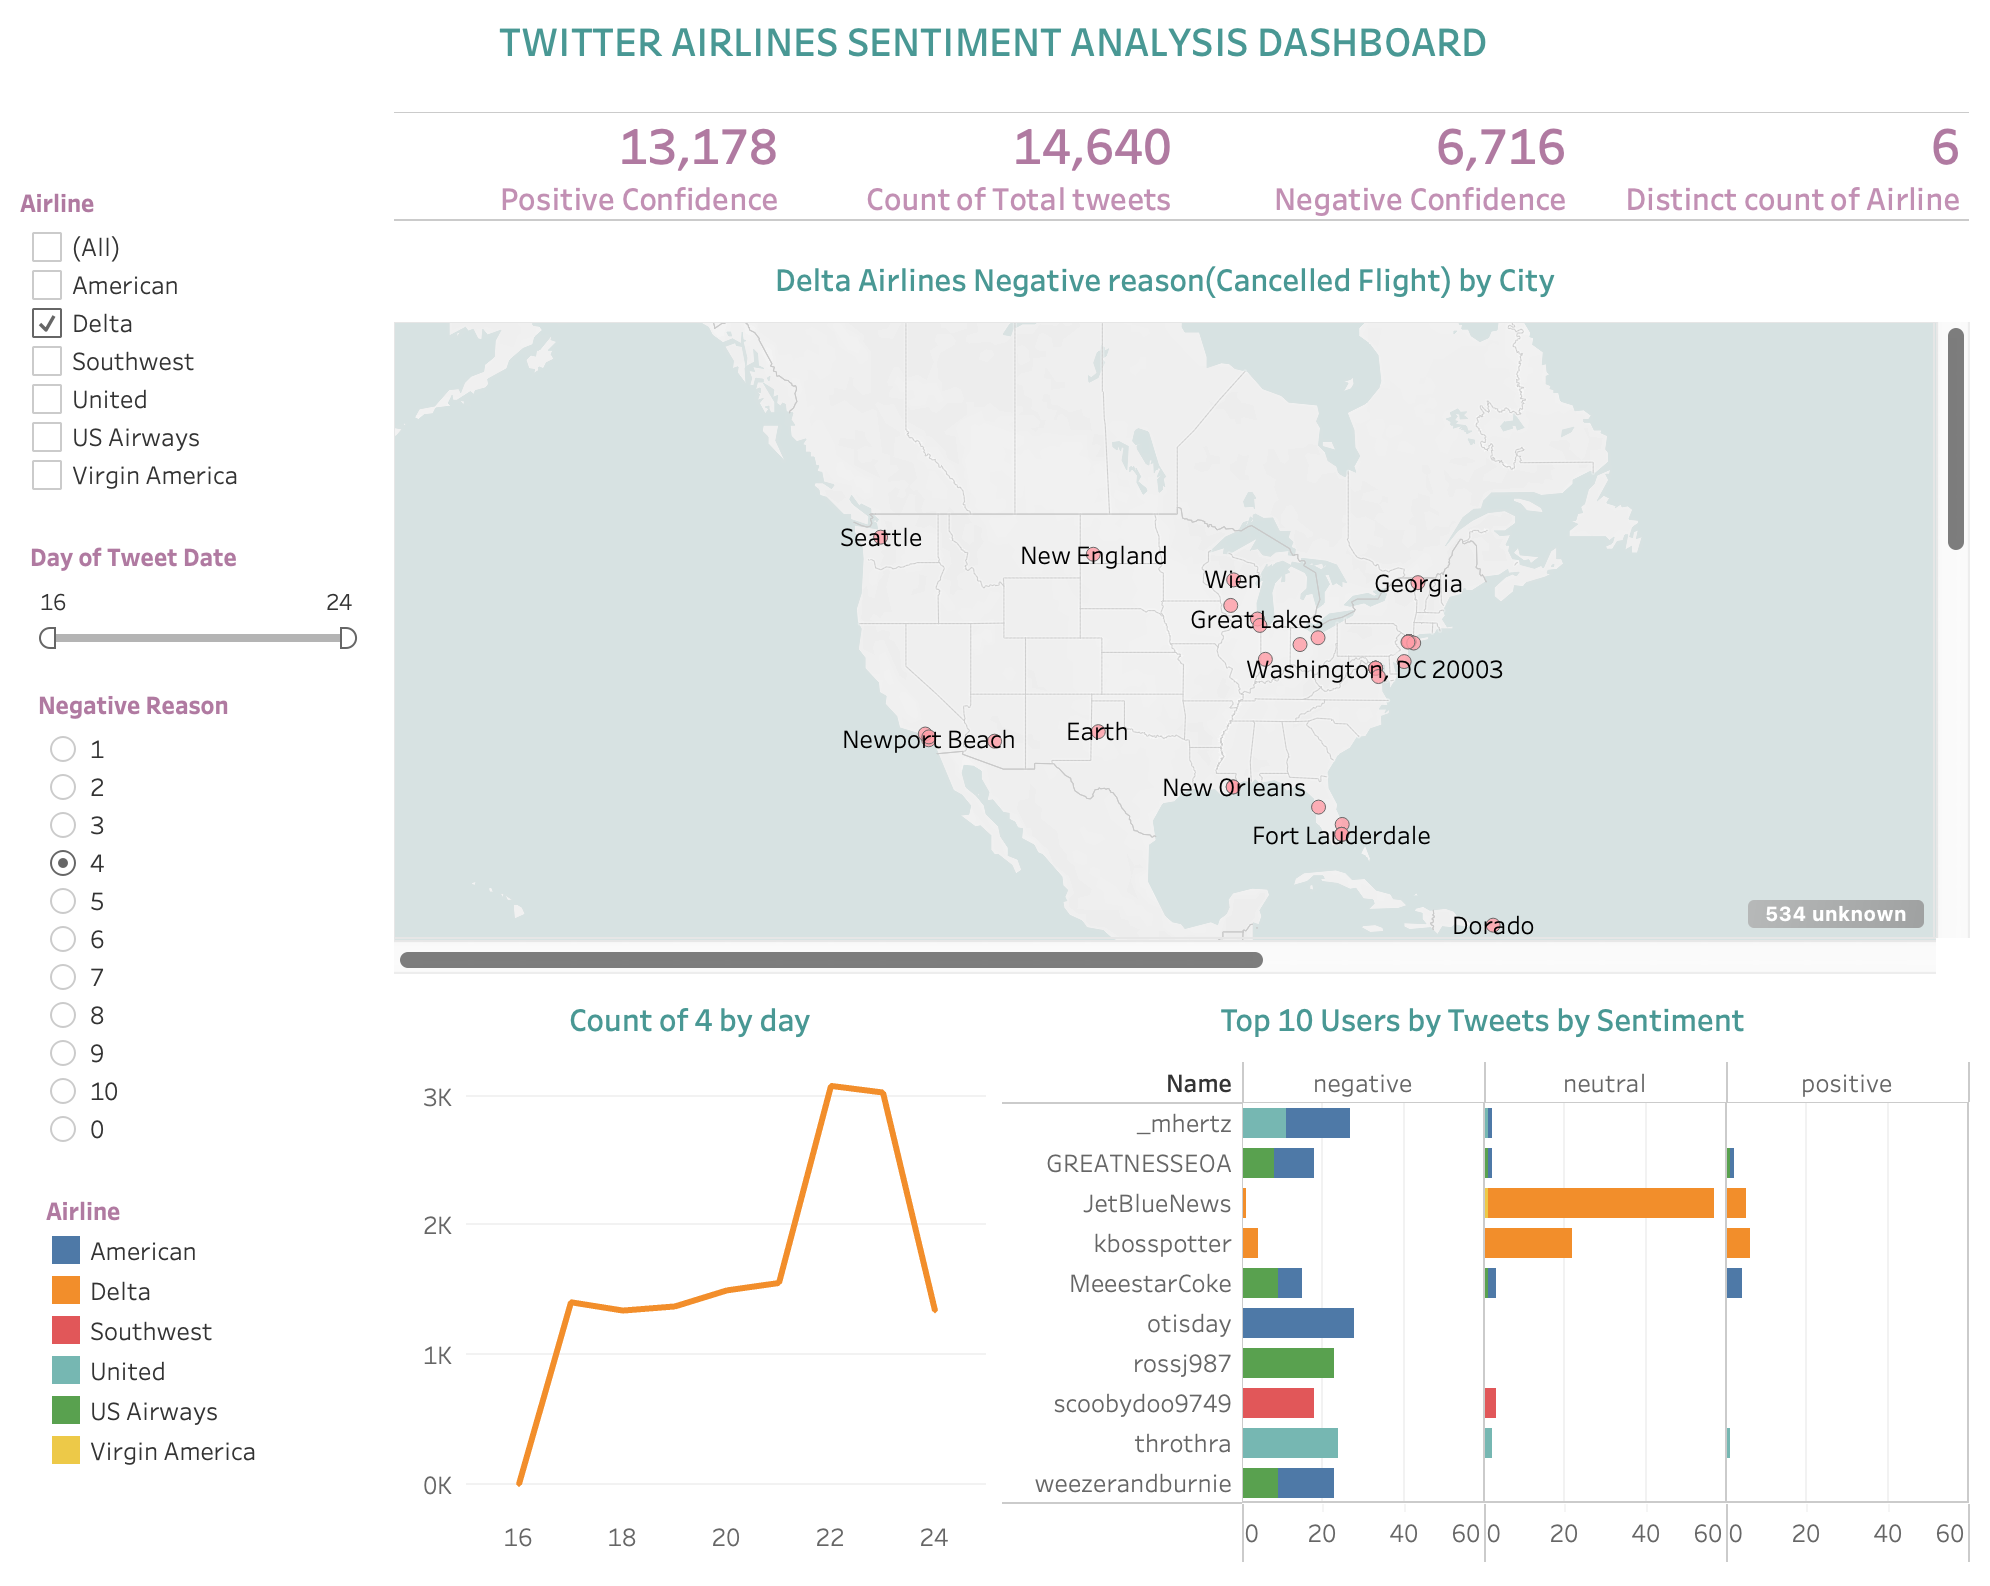 TWITTER AIRLINES SENTIMENT ANALYSIS DASHBOARD
13,178
Positive Confidence
14,640
Count of Total tweets
6,716
Negative Confidence
6
Distinct count of Airline
Airline
(All)
American
Delta
Southwest
United
US Airways
Virgin America
Day of Tweet Date
16 24
Negative Reason
1
2
3
4
5
6
7
8
9
10
0
Airline
American
Delta
Southwest
United
US Airways
Virgin America
Delta Airlines Negative reason(Cancelled Flight) by City
Seattle
New England
Wien
Georgia
Great Lakes
Washington, DC 20003
Newport Beach
Earth
New Orleans
Fort Lauderdale
Dorado
534 unknown
Count of 4 by day
3K
2K
1K
0K
16 18 20 22 24
Top 10 Users by Tweets by Sentiment
Name negative neutral positive
_mhertz
GREATNESSEOA
JetBlueNews
kbosspotter
MeeestarCoke
otisday
rossj987
scoobydoo9749
throthra
weezerandburnie
0 20 40 60 0 20 40 60 0 20 40 60